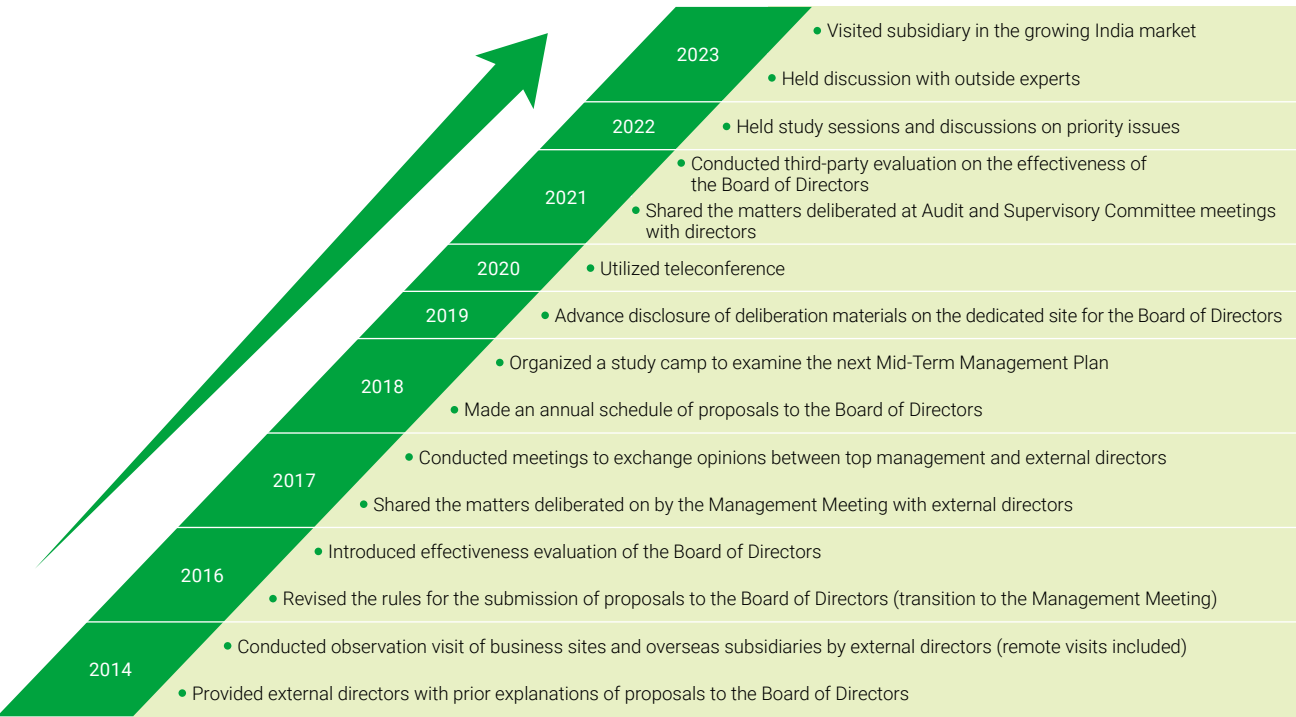 2023
• Visited subsidiary in the growing India market
• Held discussion with outside experts
2022
• Held study sessions and discussions on priority issues
2021
• Conducted third-party evaluation on the effectiveness of
the Board of Directors
• Shared the matters deliberated at Audit and Supervisory Committee meetings
with directors
2020
• Utilized teleconference
2019
• Advance disclosure of deliberation materials on the dedicated site for the Board of Directors
2018
• Organized a study camp to examine the next Mid-Term Management Plan
• Made an annual schedule of proposals to the Board of Directors
2017
• Conducted meetings to exchange opinions between top management and external directors
• Shared the matters deliberated on by the Management Meeting with external directors
2016
• Introduced effectiveness evaluation of the Board of Directors
• Revised the rules for the submission of proposals to the Board of Directors (transition to the Management Meeting)
2014
• Conducted observation visit of business sites and overseas subsidiaries by external directors (remote visits included)
• Provided external directors with prior explanations of proposals to the Board of Directors